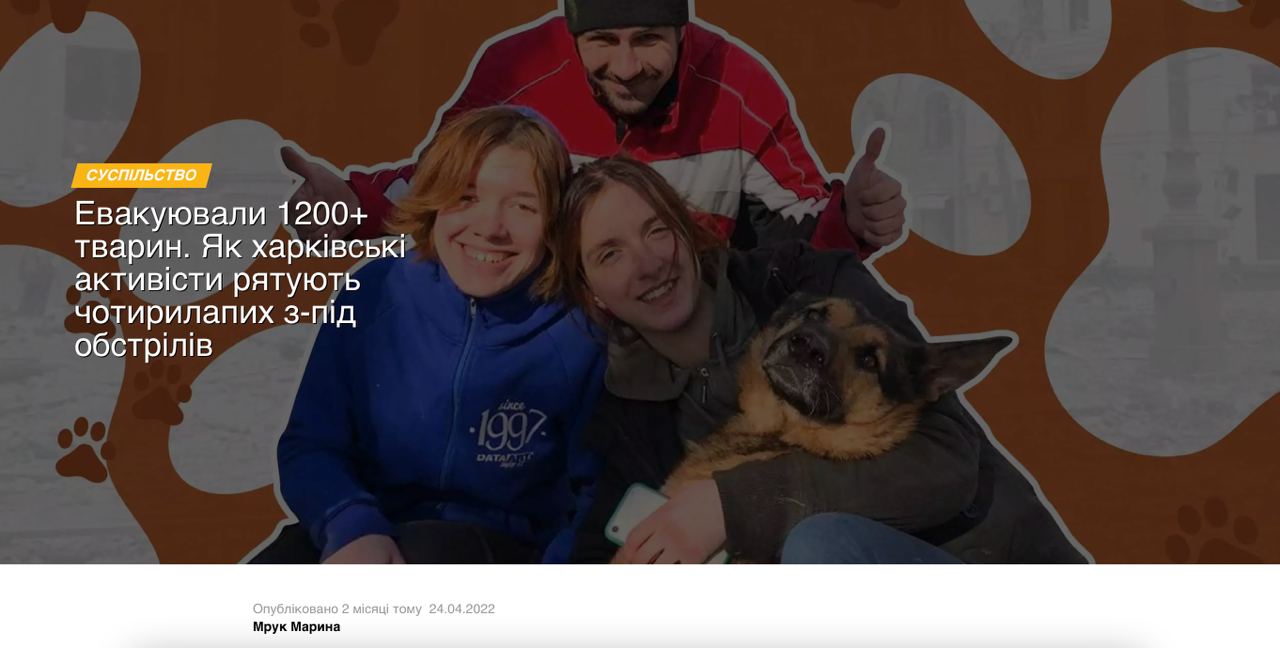 СУСПІЛЬСТВО
Евакуювали 1200+
тварин. Як харківські
активісти рятують
чотирилапих з-під
обстрілів
since
1997
DATAART
Опубліковано 2 місяці тому 24.04.2022
Мрук Марина